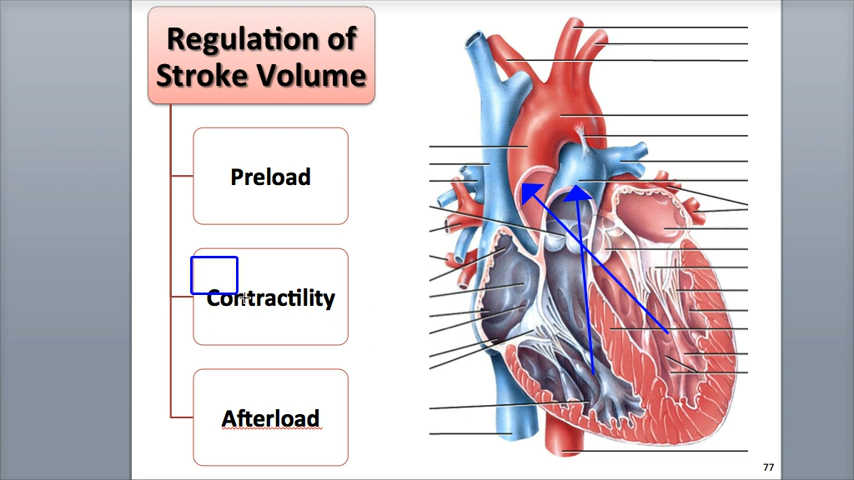 Regulation of
Stroke Volume
Preload
Contractility
Afterload
77